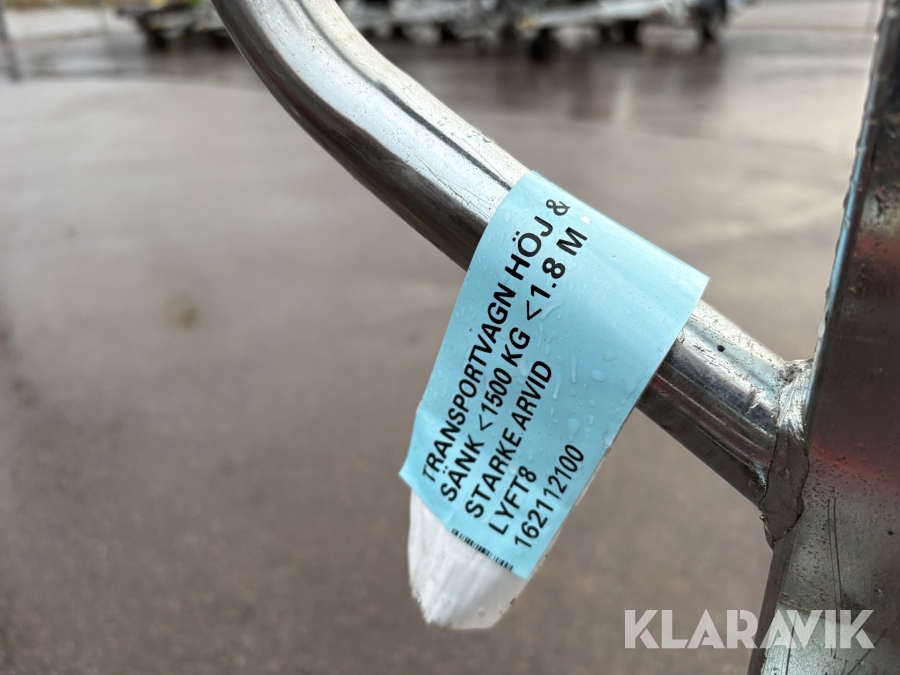 TRANSPORTVAGN HÖJ &
SÄNK <1500 KG <1.8 M
STARKE ARVID
LYFT8
162112100
KLARAVIK